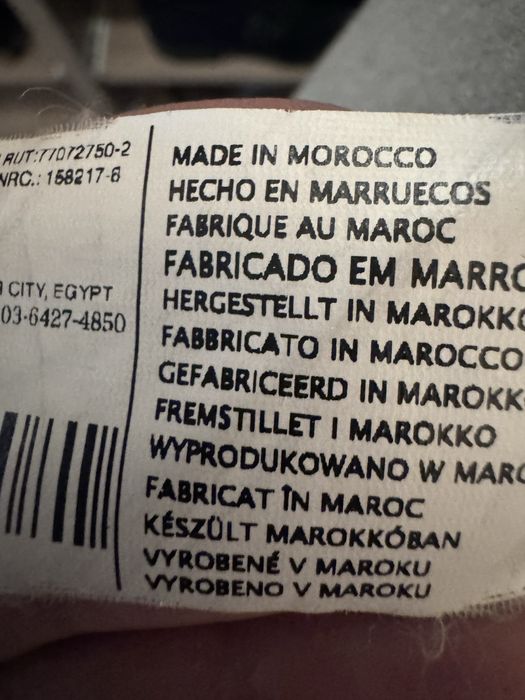 RUT:77072750-2
NRC.: 158217-6
CITY, EGYPT
03-6427-4850
MADE IN MOROCCO
HECHO EN MARRUECOS
FABRIQUE AU MAROC
FABRICADO EM
HERGESTELLT IN
FABBRICATO IN MAROCCO
GEFABRICEERD IN
FREMSTILLET I MAROKKO
WYPRODUKOWANO W
FABRICAT ÎN MAROC
KÉSZÜLT MAROKKÓBAN
VYROBENÉ V MAROKU
VYROBENO V MAROKU